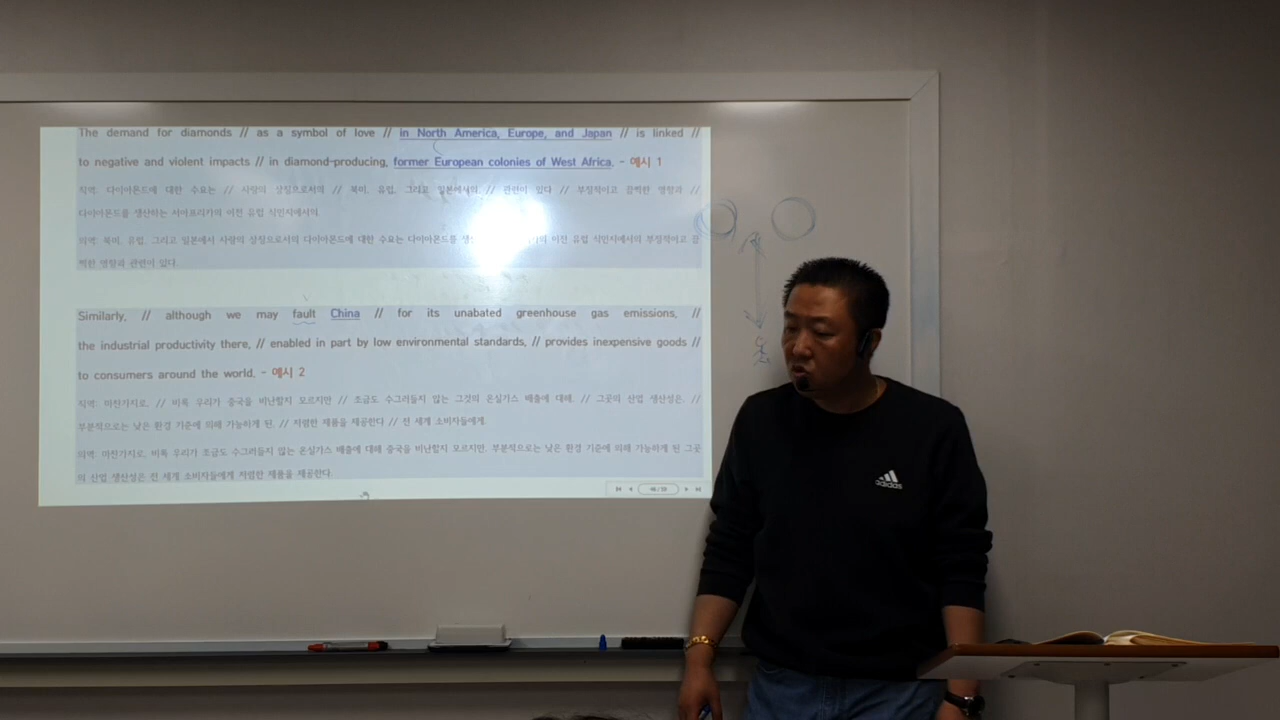 The demand for diamonds // as a symbol of love // in North America, Europe, and Japan // is linked //
to negative and violent impacts // in diamond-producing, former European colonies of West Africa. - 예시 1
직역: 다이아몬드에 대한 수요는 // 사랑의 상징으로서의 // 북미, 유럽, 그리고 일본에서의, // 관련이 있다 // 부정적이고 끔찍한 영향과 //
다이아몬드를 생산하는 서아프리카의 이전 유럽 식민지에서의.
의역: 북미, 유럽, 그리고 일본에서 사랑의 상징으로서의 다이아몬드에 대한 수요는 다이아몬드를 이전 유럽 식민지에서의 부정적이고 끔
찍한 영향과 관련이 있다.
Similarly, // although we may fault China // for its unabated greenhouse gas emissions, //
the industrial productivity there, // enabled in part by low environmental standards, // provides inexpensive goods //
to consumers around the world. - 예시 2
직역: 마찬가지로, // 비록 우리가 중국을 비난할지 모르지만 // 조금도 수그러들지 않는 그것의 온실가스 배출에 대해, // 그곳의 산업 생산성은, //
부분적으로는 낮은 환경 기준에 의해 가능하게 된, // 저렴한 제품을 제공한다 // 전 세계 소비자들에게.
의역: 마찬가지로, 비록 우리가 조금도 수그러들지 않는 온실가스 배출에 대해 중국을 비난할지 모르지만, 부분적으로는 낮은 환경 기준에 의해 가능하게 된 그곳
의 산업 생산성은 전 세계 소비자들에게 저렴한 제품을 제공한다.
adidas